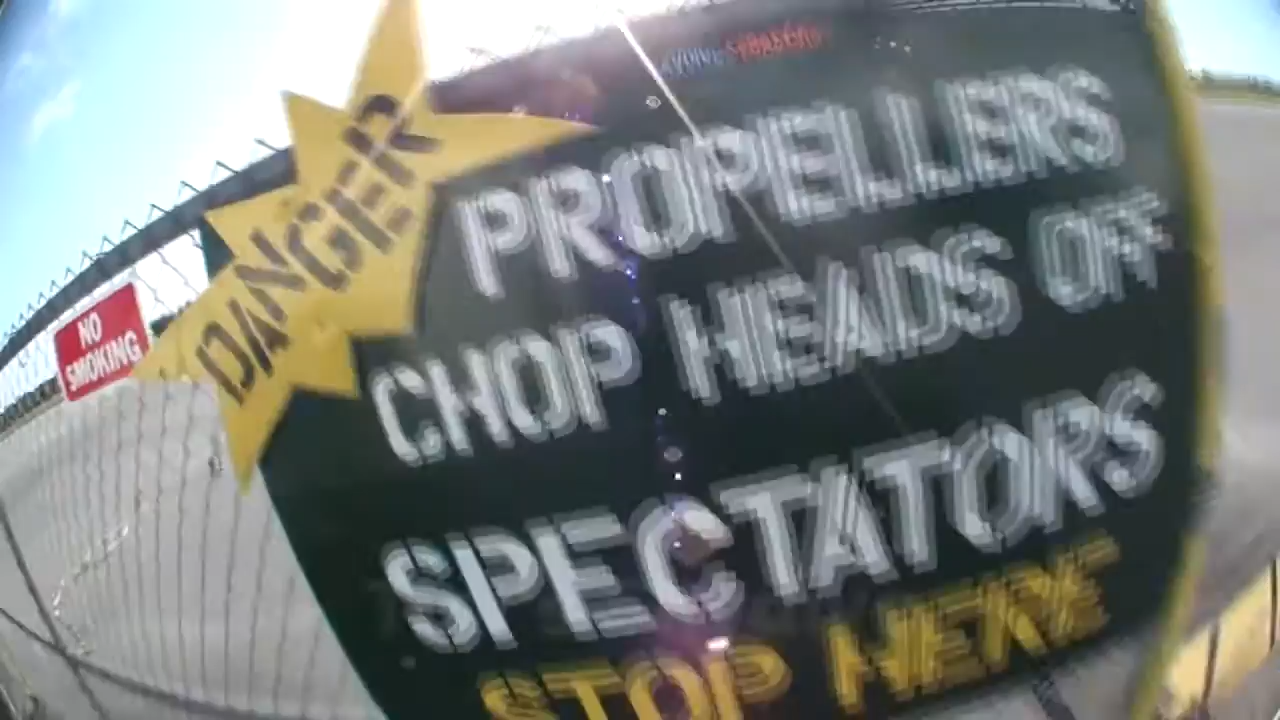 DANGER
PROPELLERS
CHOP HEADS OFF
SPECTATORS
STOP HERE
NO
SMOKING